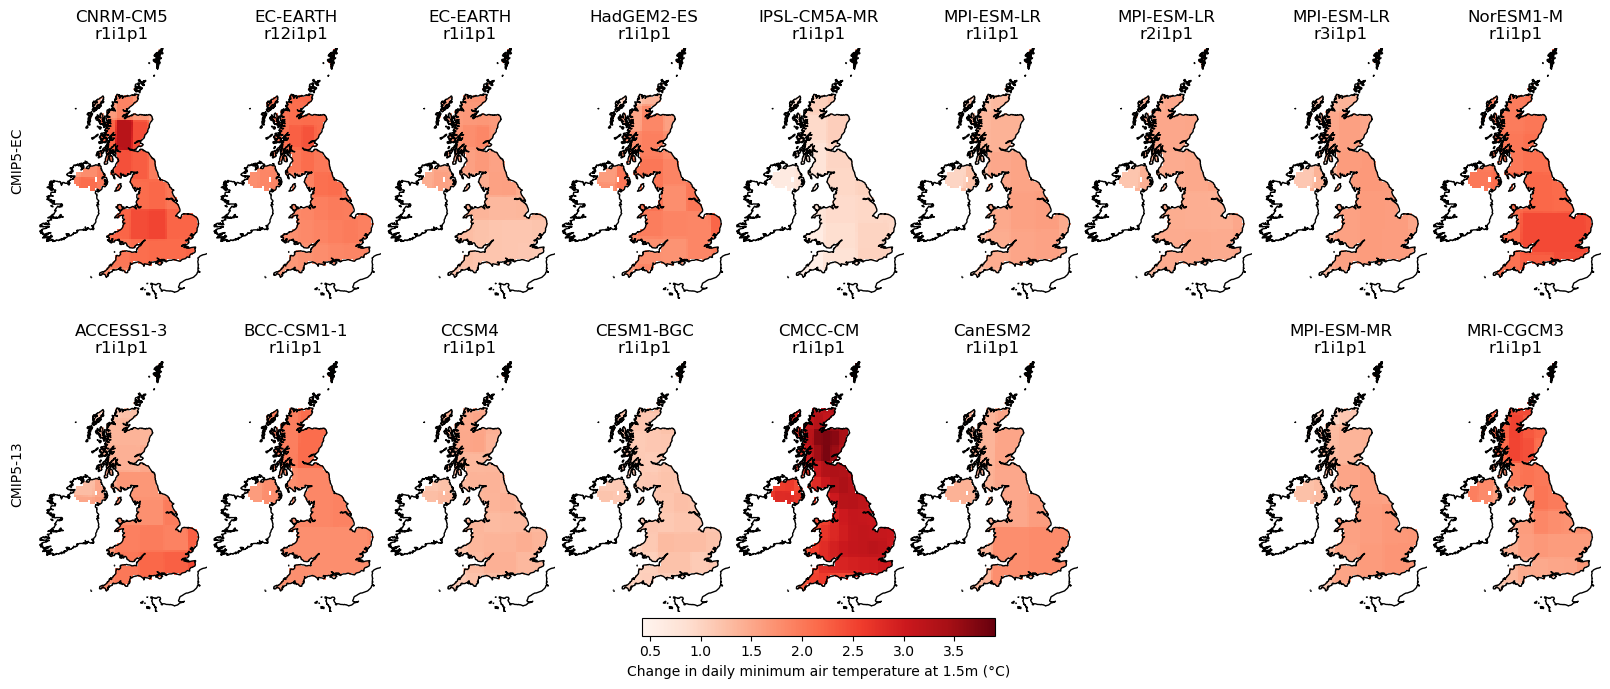 CNRM-CM5
r1i1p1
EC-EARTH
r12i1p1
EC-EARTH
r1i1p1
HadGEM2-ES
r1i1p1
IPSL-CM5A-MR
r1i1p1
MPI-ESM-LR
r1i1p1
MPI-ESM-LR
r2i1p1
MPI-ESM-LR
r3i1p1
NorESM1-M
r1i1p1
CMIP5-EC
ACCESS1-3
r1i1p1
BCC-CSM1-1
r1i1p1
CCSM4
r1i1p1
CESM1-BGC
r1i1p1
CMCC-CM
r1i1p1
CanESM2
r1i1p1
MPI-ESM-MR
r1i1p1
MRI-CGCM3
r1i1p1
CMIP5-13
0.5 1.0 1.5 2.0 2.5 3.0 3.5
Change in daily minimum air temperature at 1.5m (°C)